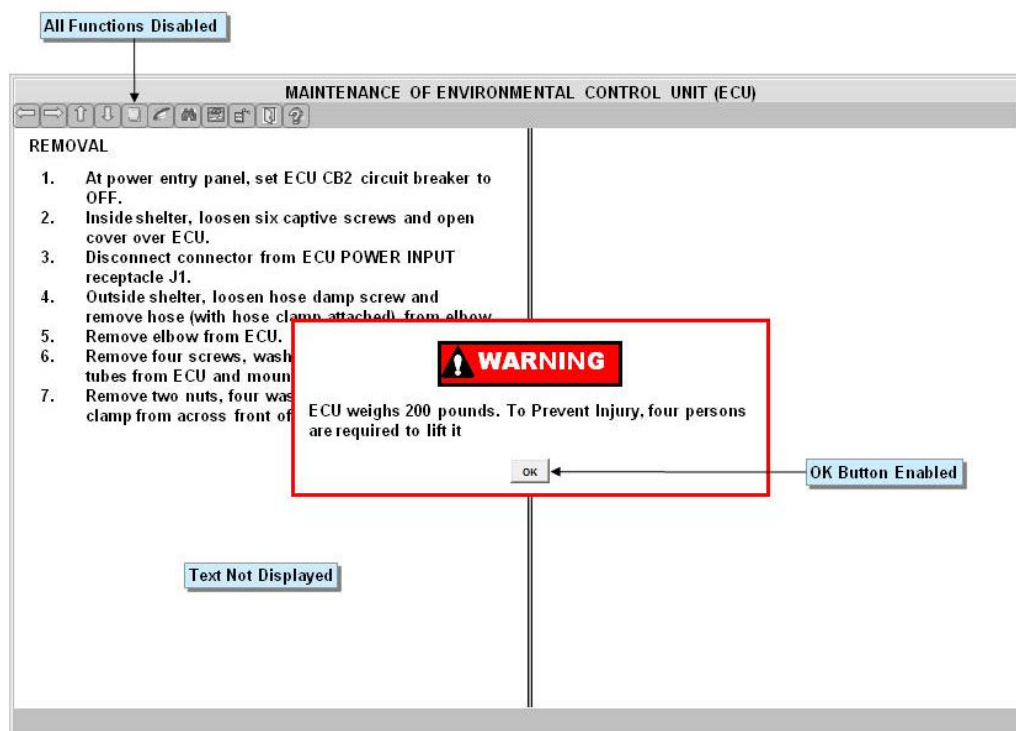 All Functions Disabled
MAINTENANCE OF ENVIRONMENTAL CONTROL UNIT (ECU)
REMOVAL
1. At power entry panel, set ECU CB2 circuit breaker to
OFF.
2. Inside shelter, loosen six captive screws and open
cover over ECU.
3. Disconnect connector from ECU POWER INPUT
receptacle J1.
4. Outside shelter, loosen hose damp screw and
remove hose (with hose clamp attached) from elbow
5. Remove elbow from ECU.
6. Remove four screws, wash
tubes from ECU and moun
7. Remove two nuts, four was
clamp from across front of
WARNING
ECU weighs 200 pounds. To Prevent Injury, four persons
are required to lift it
OK
OK Button Enabled
Text Not Displayed